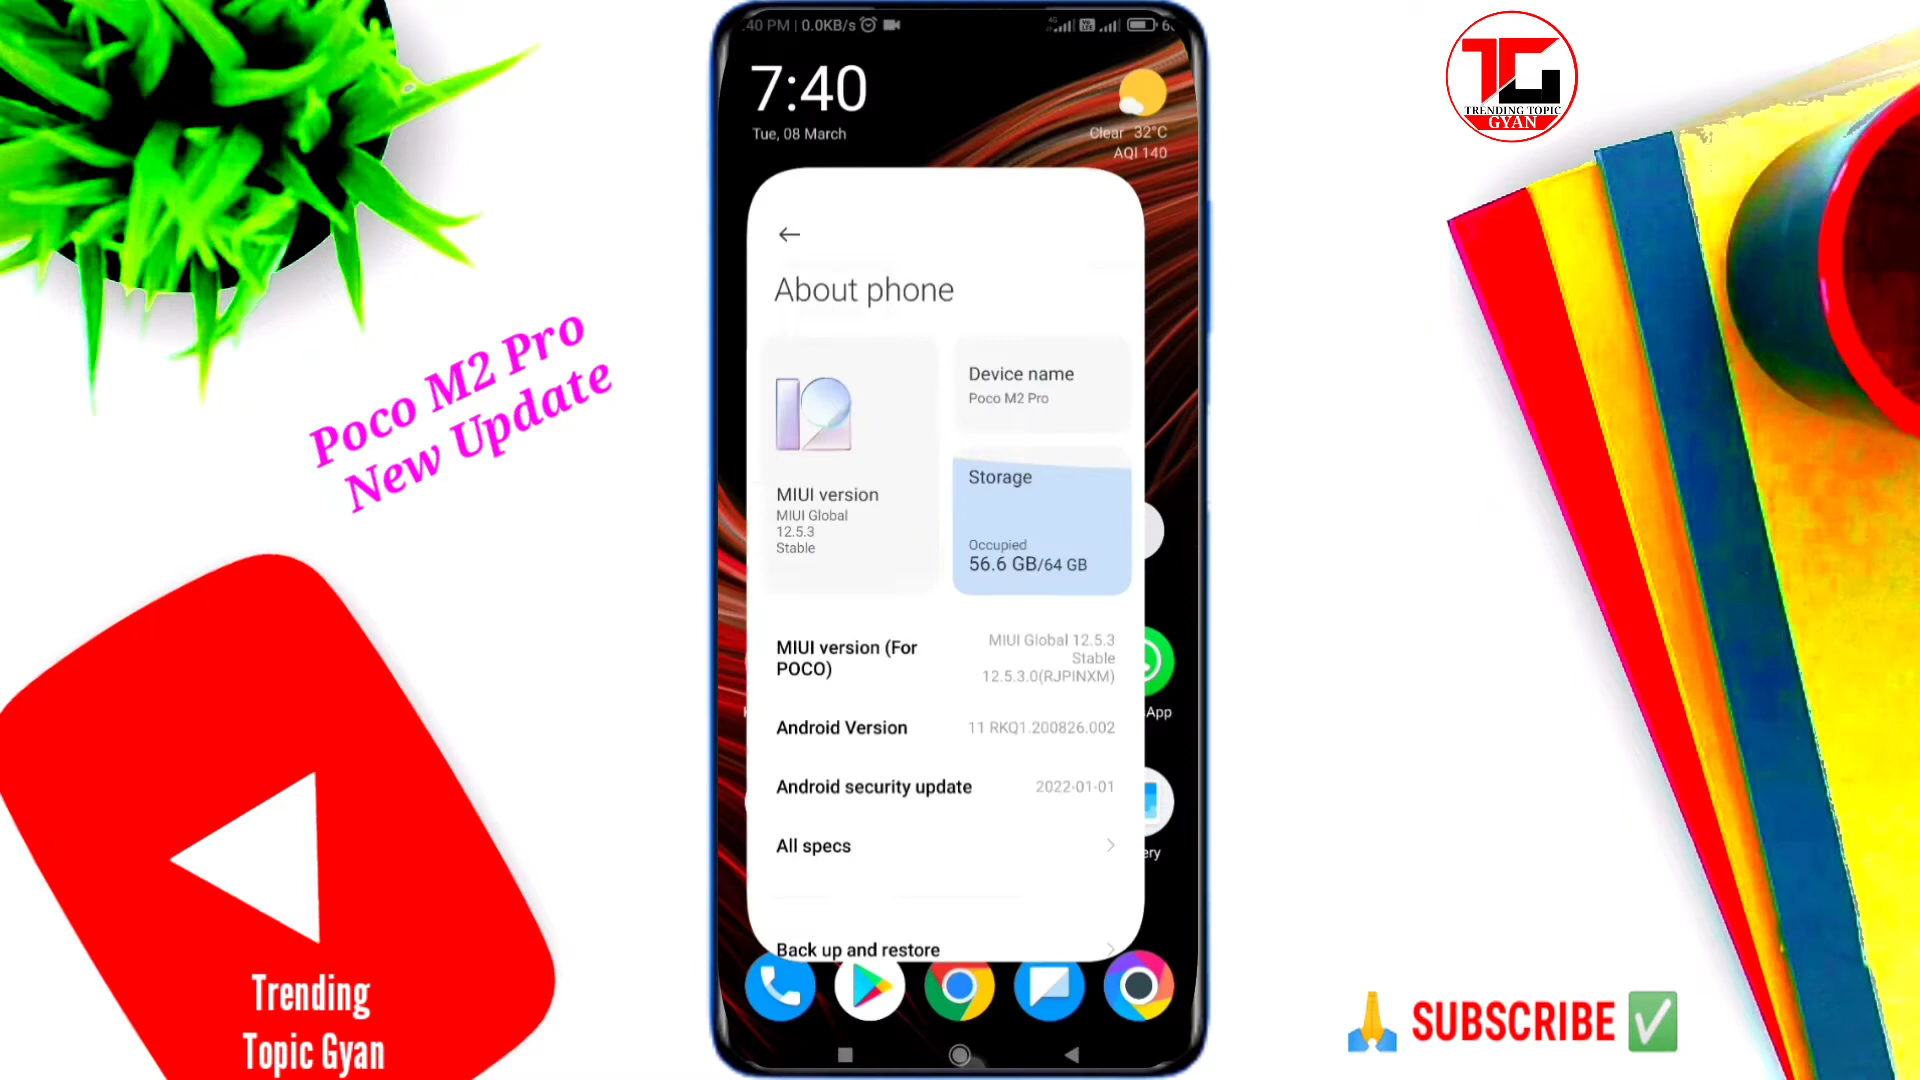 .40 PM | 0.0KB/s
4G
7:40
Tue, 08 March
Clear 32°C
AQI 140
TG
TRENDING TOPIC
GYAN
Poco M2 Pro
New Update
←
About phone
Device name
Poco M2 Pro
12
MIUI version
MIUI Global
12.5.3
Stable
Storage
Occupied
56.6 GB/64 GB
MIUI version (For
POCO)
MIUI Global 12.5.3
Stable
12.5.3.0(RJPINXM)
Android Version
11 RKQ1.200826.002
Android security update
2022-01-01
All specs
Back up and restore
App
ery
Trending
Topic Gyan
🙏 SUBSCRIBE ✅